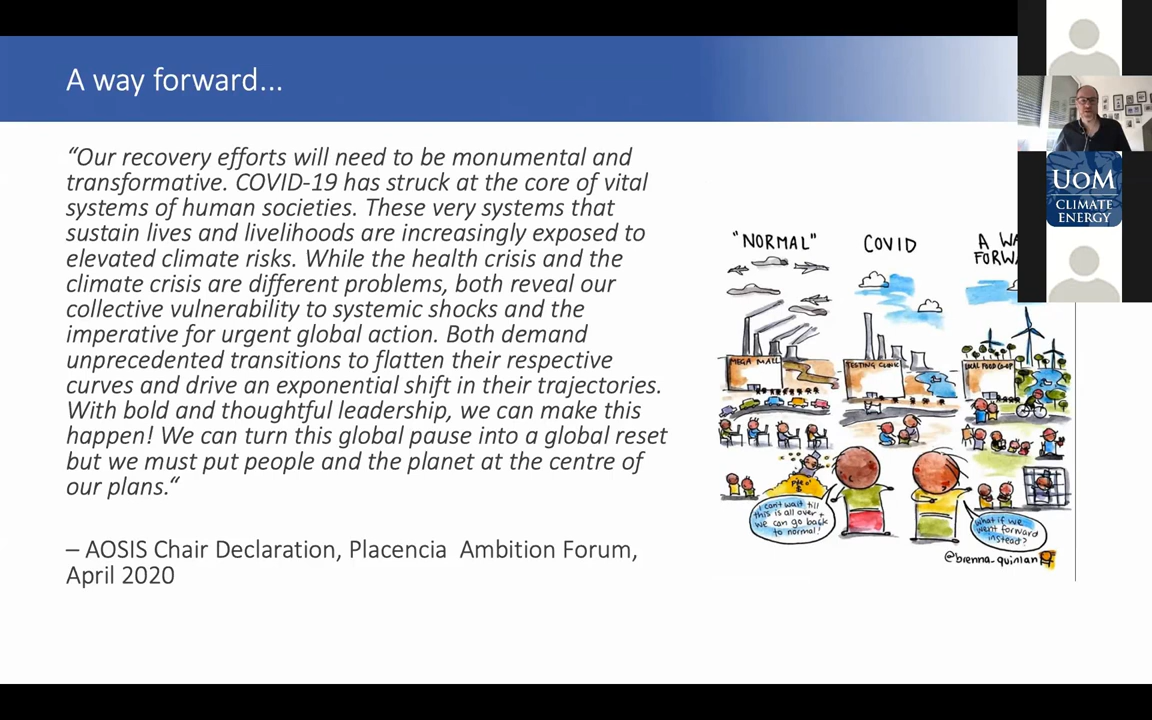 A way forward...
“Our recovery efforts will need to be monumental and
transformative. COVID-19 has struck at the core of vital
systems of human societies. These very systems that
sustain lives and livelihoods are increasingly exposed to
elevated climate risks. While the health crisis and the
climate crisis are different problems, both reveal our
collective vulnerability to systemic shocks and the
imperative for urgent global action. Both demand
unprecedented transitions to flatten their respective
curves and drive an exponential shift in their trajectories.
With bold and thoughtful leadership, we can make this
happen! We can turn this global pause into a global reset
but we must put people and the planet at the centre of
our plans.“
– AOSIS Chair Declaration, Placencia Ambition Forum,
April 2020
UOM
CLIMATE
ENERGY
"NORMAL"
COVID
A WA
FORW
MEGA MALL
TESTING CLINIC
LOCAL FOOD CO-OP
I can't wait till
this is all over +
we can go back
to normal!
what if we
went forward
instead?
@brenna_quinlan